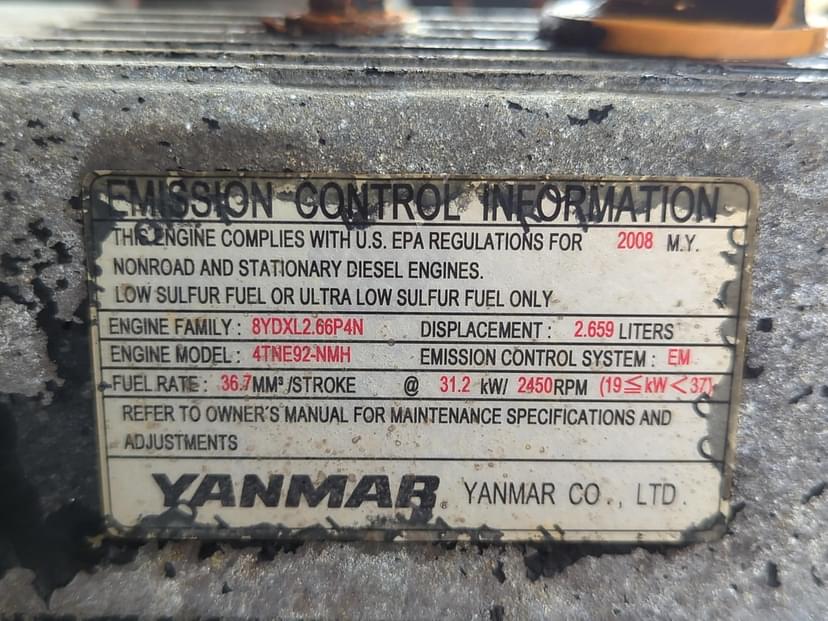 EMISSION CONTROL INFORMATION
THIS ENGINE COMPLIES WITH U.S. EPA REGULATIONS FOR 2008 M.Y.
NONROAD AND STATIONARY DIESEL ENGINES.
LOW SULFUR FUEL OR ULTRA LOW SULFUR FUEL ONLY
ENGINE FAMILY : 8YDXL2.66P4N DISPLACEMENT : 2.659 LITERS
ENGINE MODEL : 4TNE92-NMH EMISSION CONTROL SYSTEM : EM
FUEL RATE : 36.7MM³/STROKE @ 31.2 kW/ 2450RPM (19≦kW<37)
REFER TO OWNER'S MANUAL FOR MAINTENANCE SPECIFICATIONS AND
ADJUSTMENTS
YANMAR® YANMAR CO., LTD.